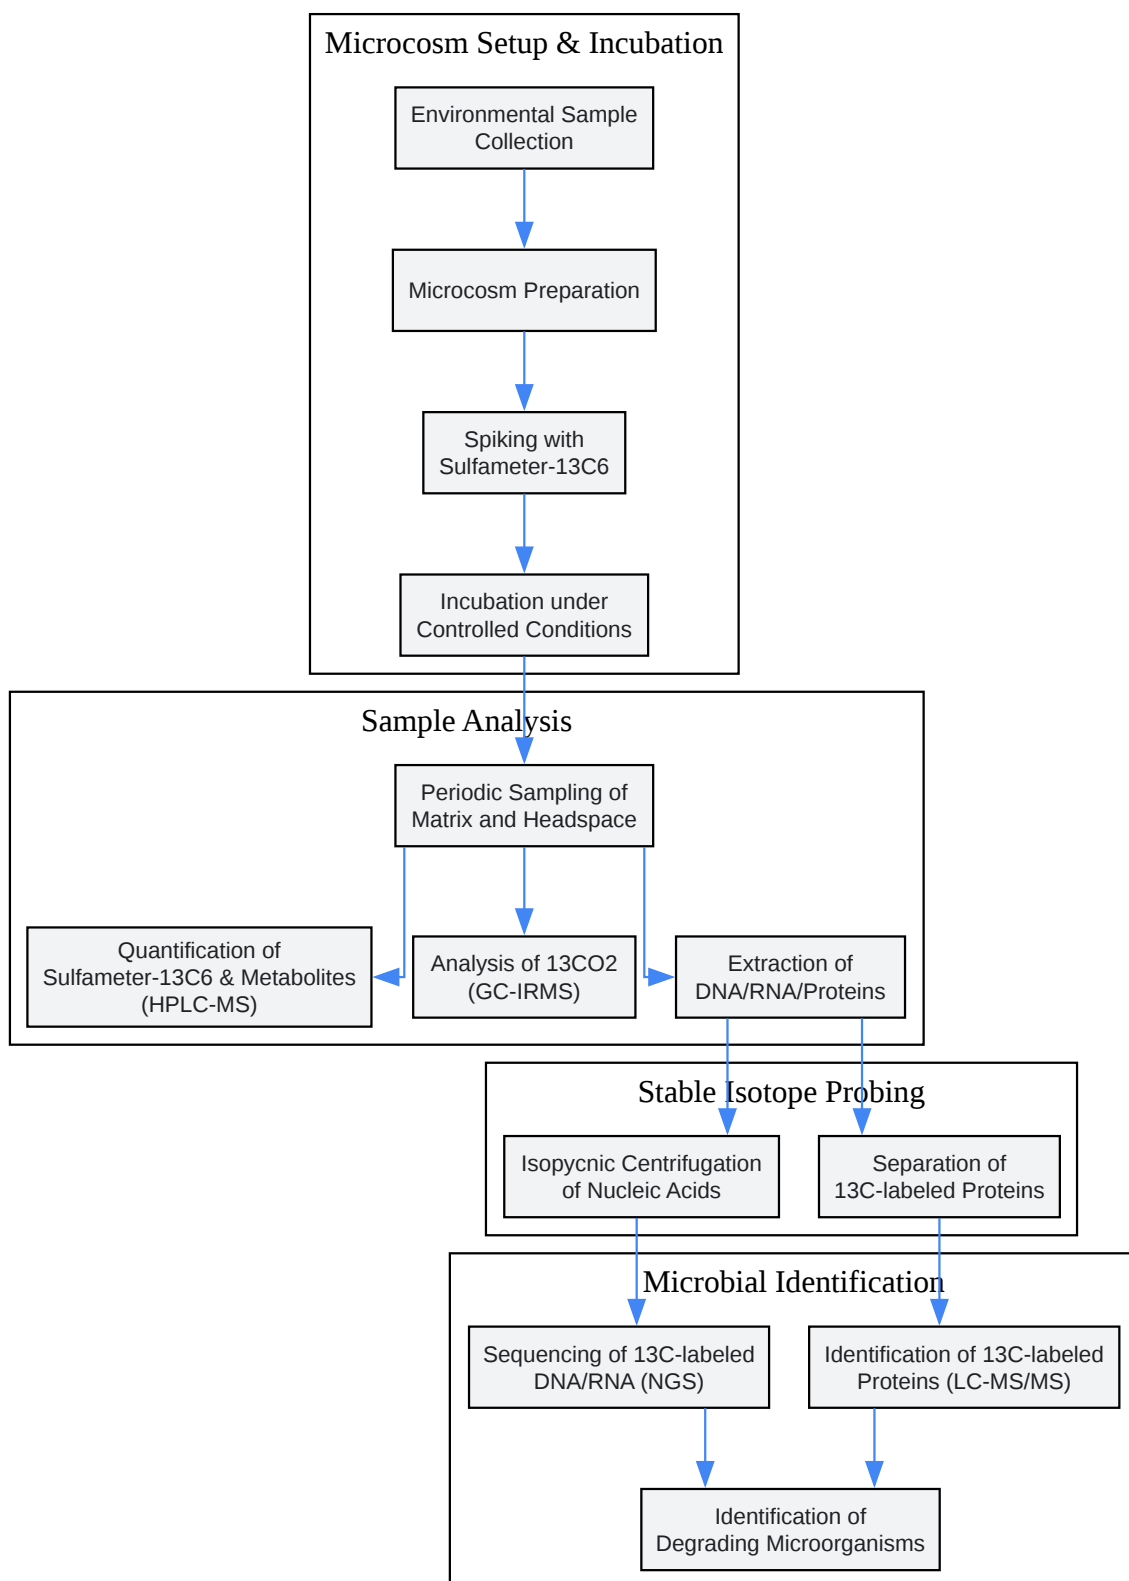 Microcosm Setup & Incubation
Environmental Sample
Collection
Microcosm Preparation
Spiking with
Sulfameter-13C6
Incubation under
Controlled Conditions
Sample Analysis
Periodic Sampling of
Matrix and Headspace
Quantification of
Sulfameter-13C6 & Metabolites
(HPLC-MS)
Analysis of 13CO2
(GC-IRMS)
Extraction of
DNA/RNA/Proteins
Stable Isotope Probing
Isopycnic Centrifugation
of Nucleic Acids
Separation of
13C-labeled Proteins
Microbial Identification
Sequencing of 13C-labeled
DNA/RNA (NGS)
Identification of 13C-labeled
Proteins (LC-MS/MS)
Identification of
Degrading Microorganisms